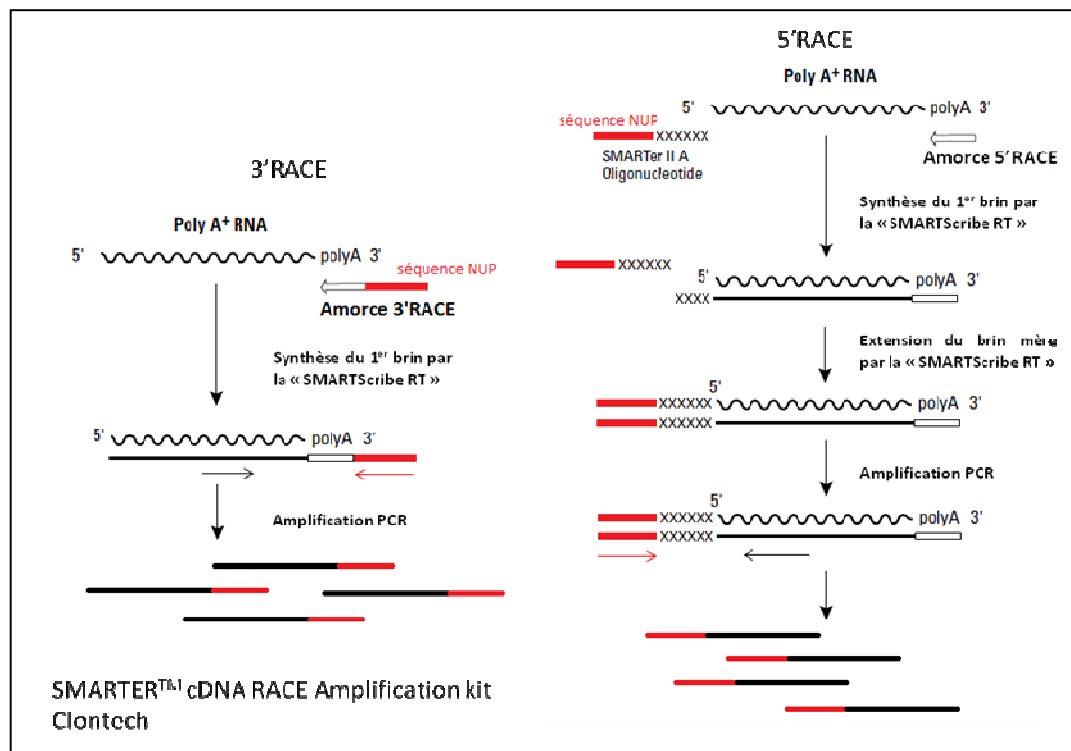 3'RACE
Poly A+ RNA
5'
polyA 3'
séquence NUP
Amorce 3'RACE
Synthèse du 1er brin par
la « SMARTScribe RT »
5'
polyA 3'
Amplification PCR
SMARTER™ cDNA RACE Amplification kit
Clontech
5'RACE
Poly A+ RNA
5'
polyA 3'
séquence NUP
XXXXXX
SMARTer II A
Oligonucleotide
Amorce 5'RACE
Synthèse du 1er brin par
la « SMARTScribe RT »
XXXXXX
5'
polyA 3'
XXXX
Extension du brin mère
par la « SMARTScribe RT »
5'
XXXXXX
polyA 3'
XXXXXX
Amplification PCR
5'
XXXXXX
polyA 3'
XXXXXX